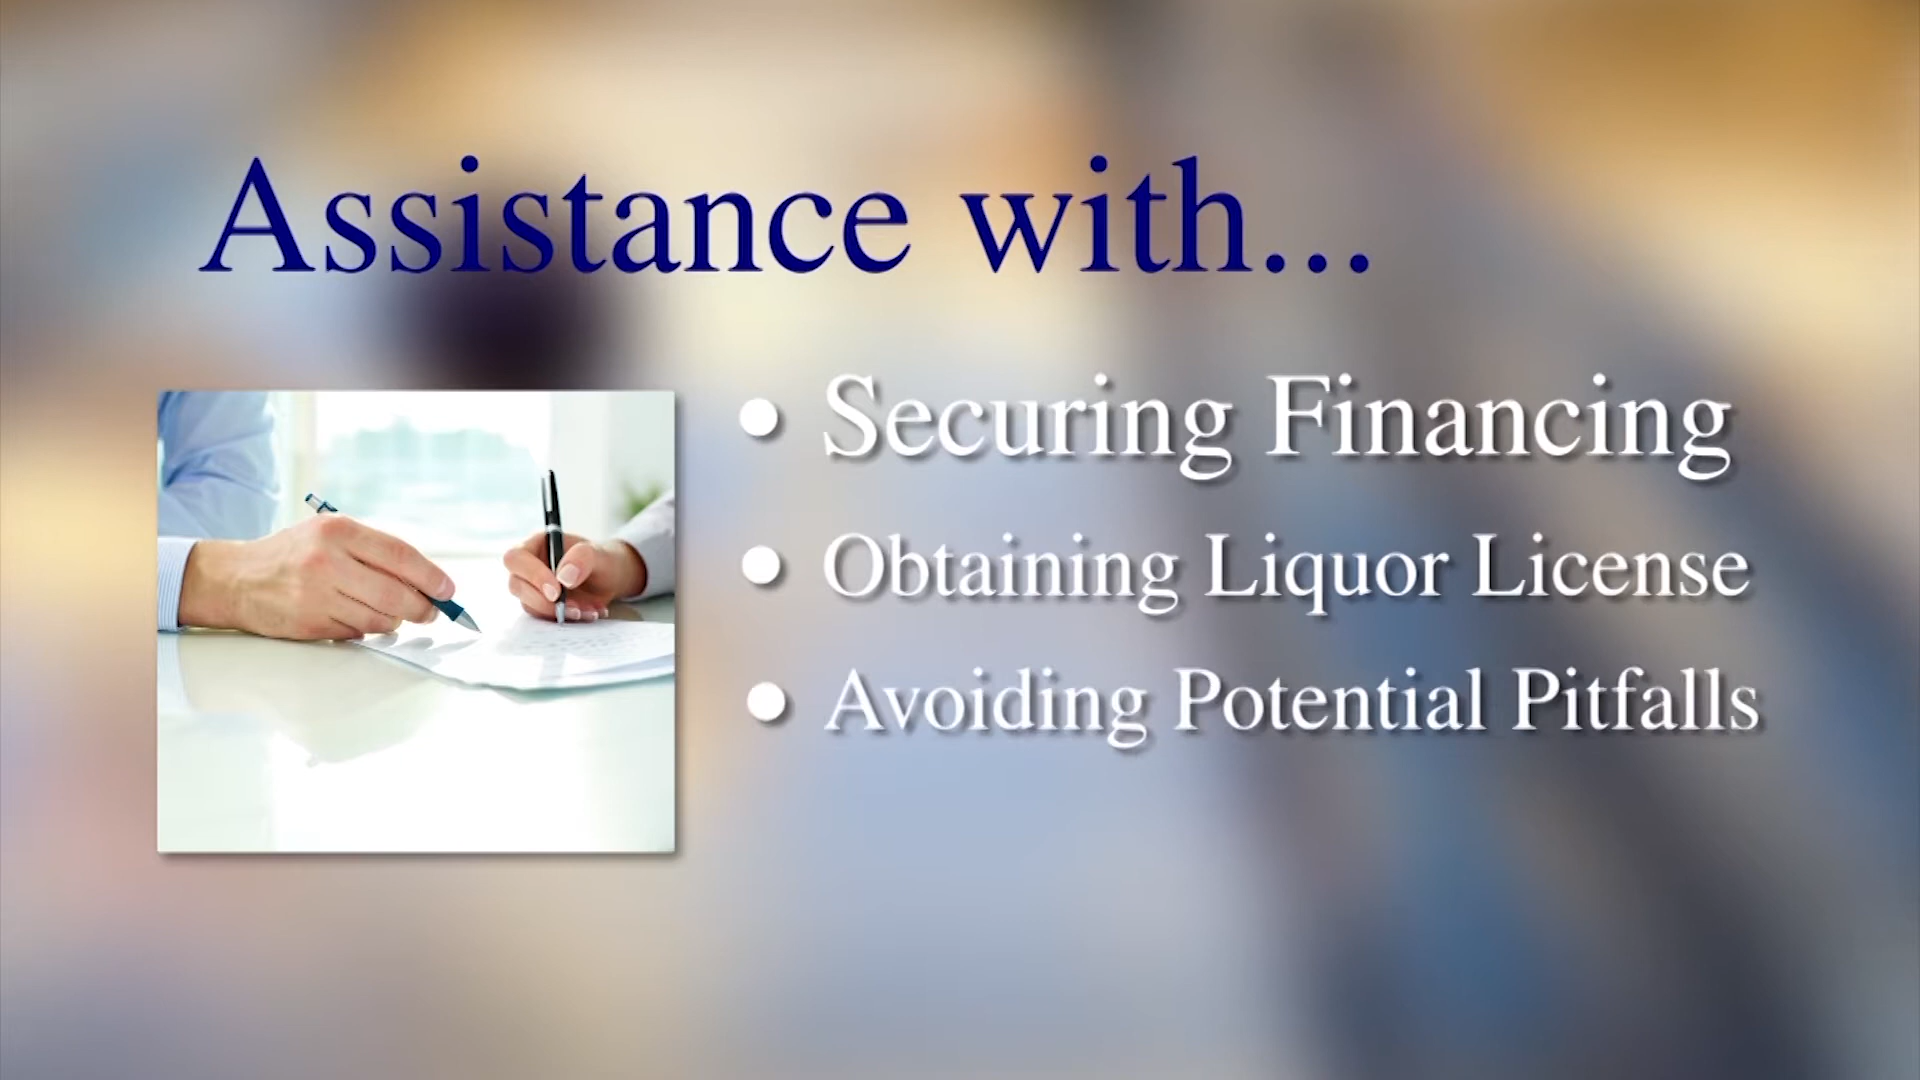 Assistance with...
• Securing Financing
• Obtaining Liquor License
• Avoiding Potential Pitfalls